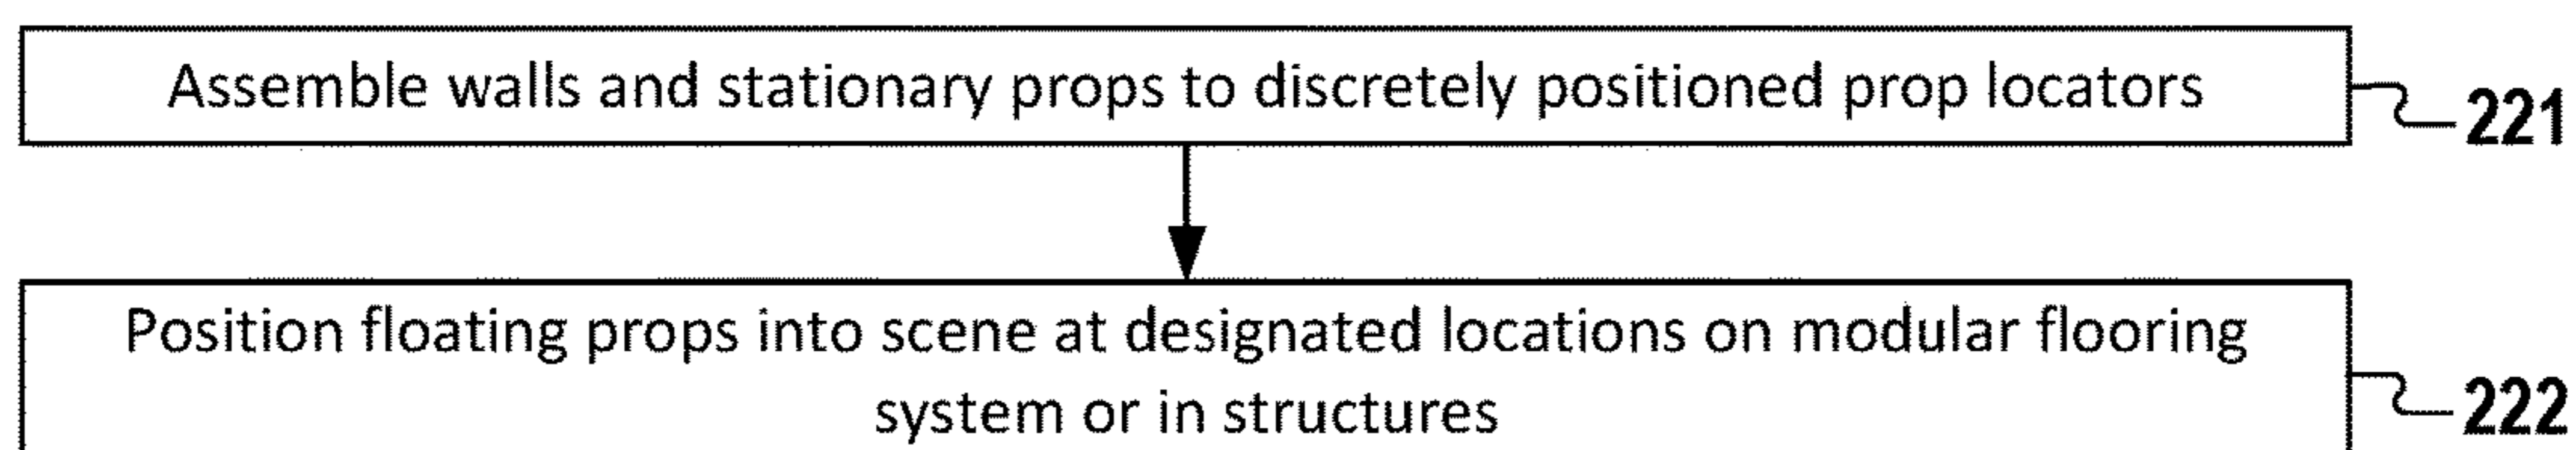 Assemble walls and stationary props to discretely positioned prop locators
221
Position floating props into scene at designated locations on modular flooring
system or in structures
222